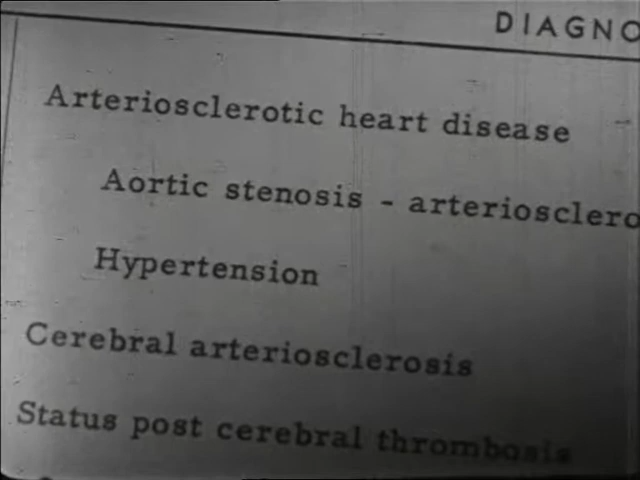 DIAGNO
Arteriosclerotic heart disease
Aortic stenosis - arteriosclero
Hypertension
Cerebral arteriosclerosis
Status post cerebral thrombosis